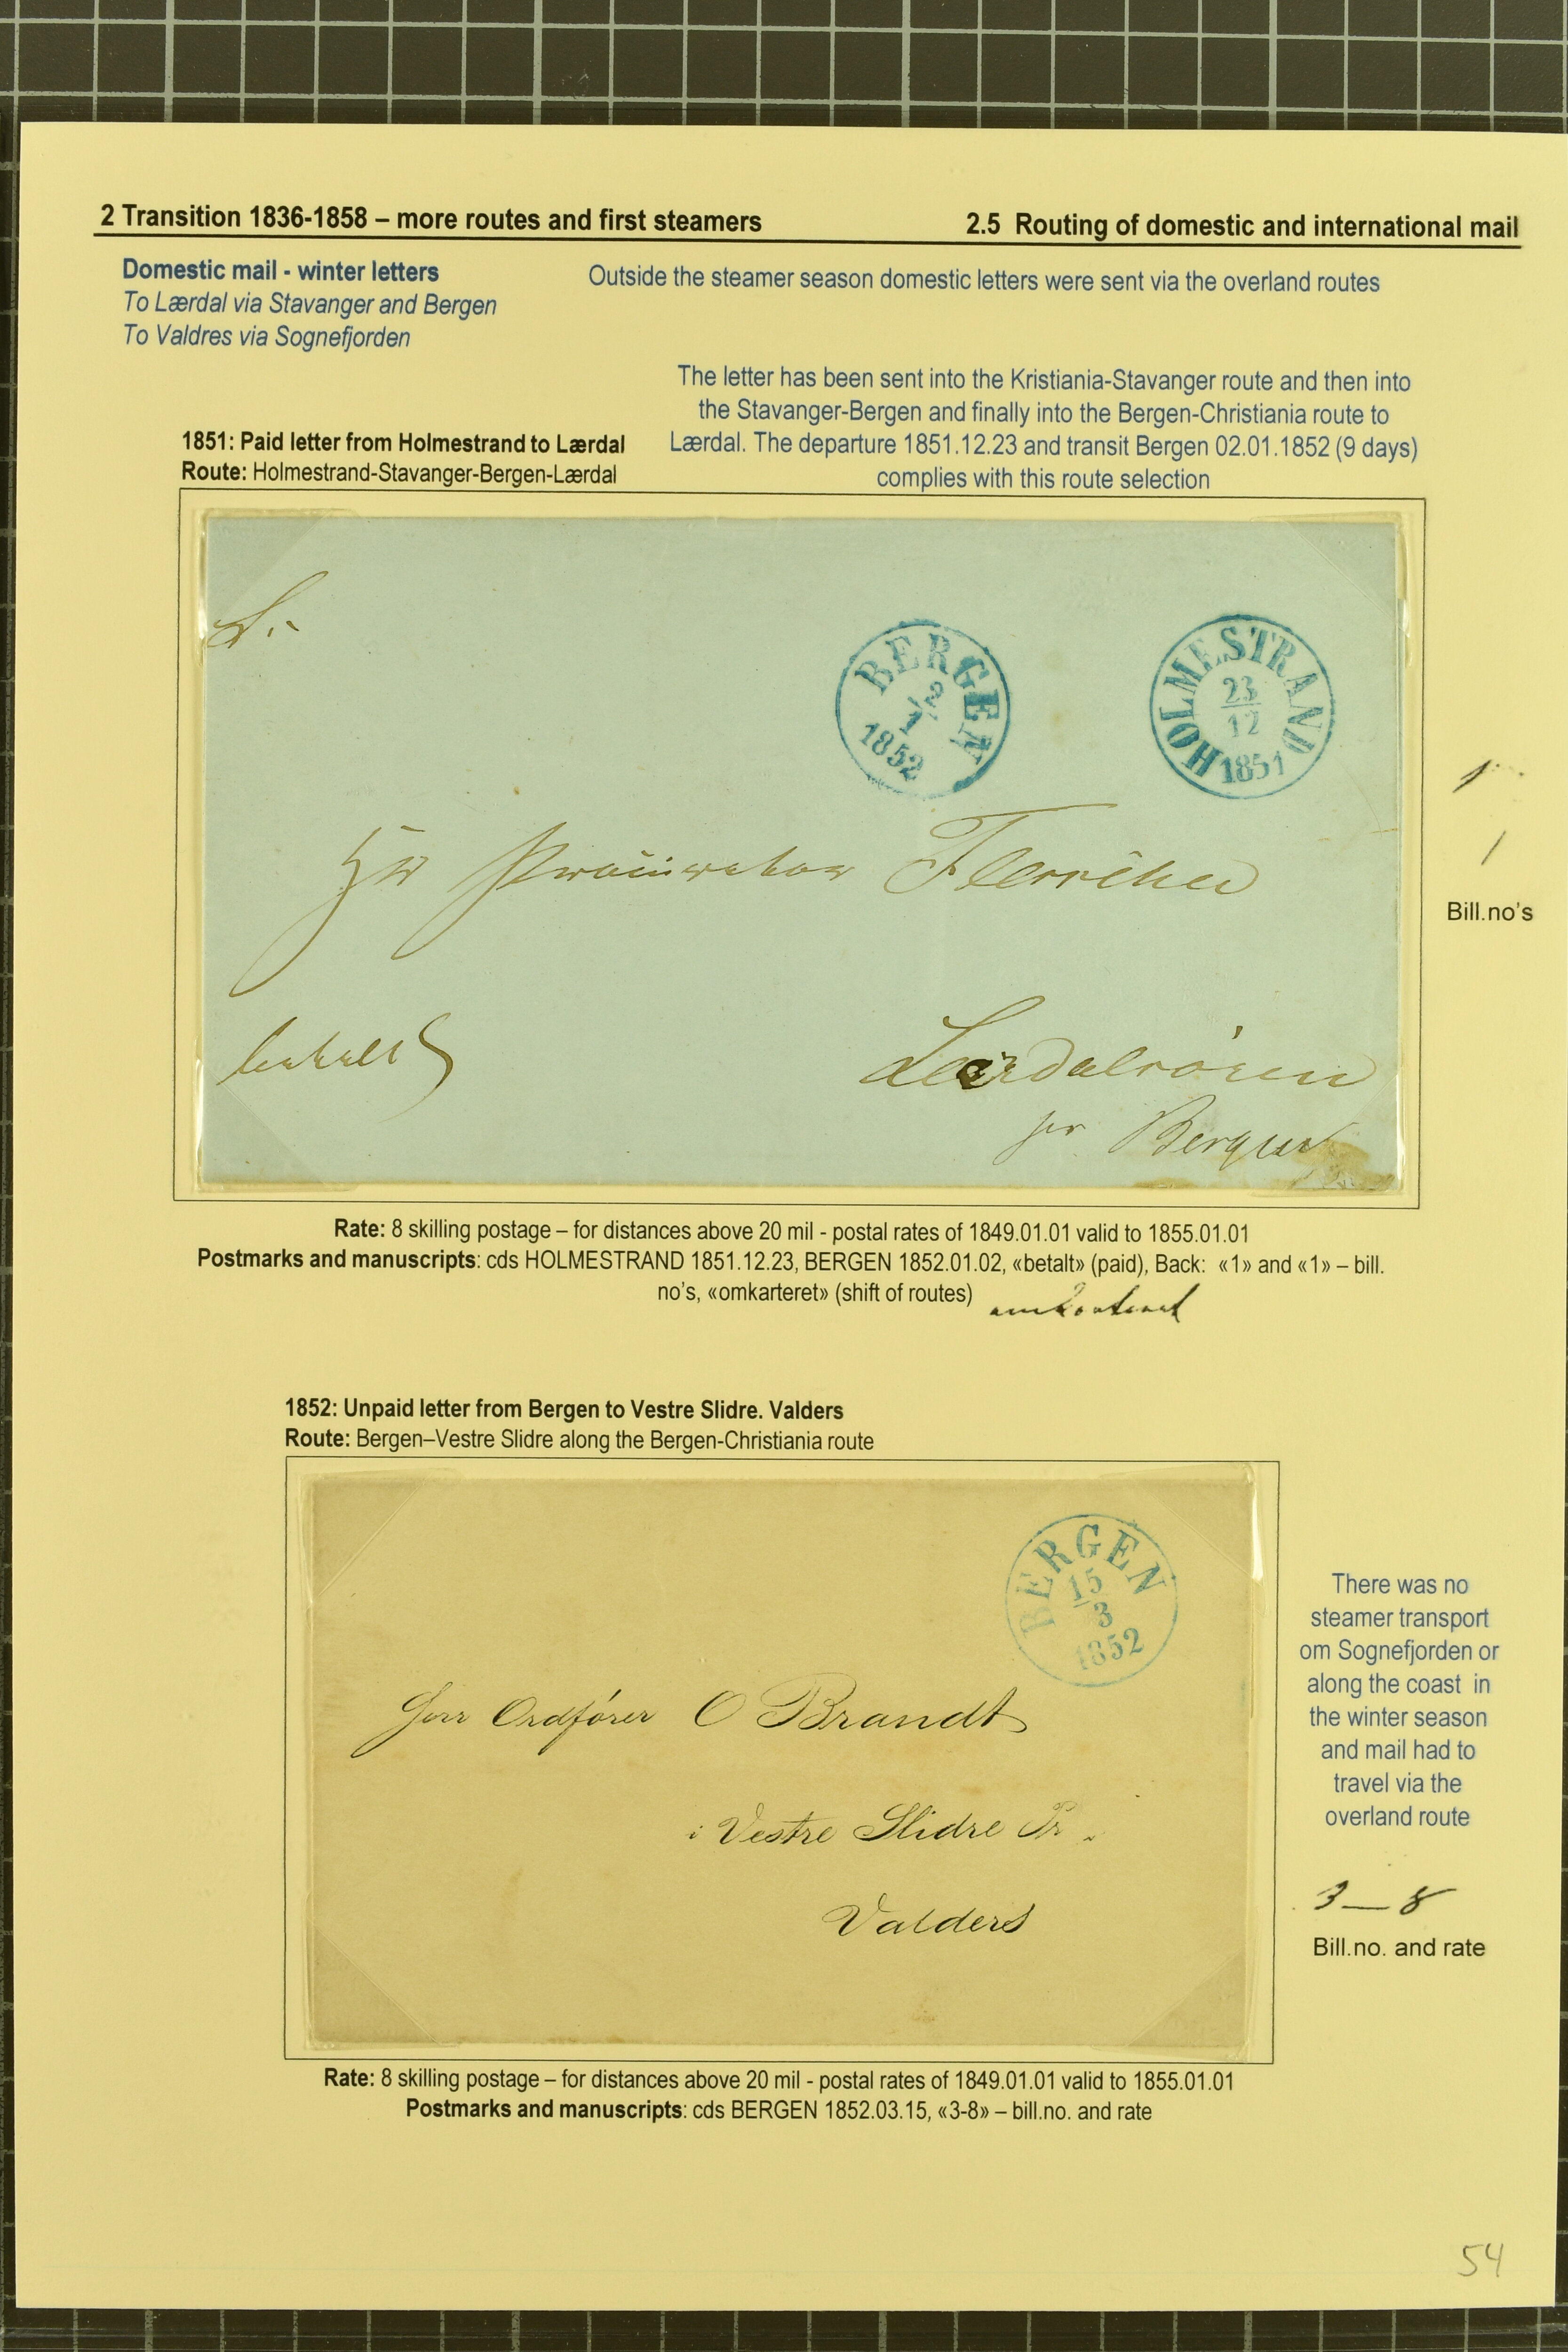 2 Transition 1836-1858 – more routes and first steamers
2.5 Routing of domestic and international mail
Domestic mail - winter letters
To Lærdal via Stavanger and Bergen
To Valdres via Sognefjorden
Outside the steamer season domestic letters were sent via the overland routes
The letter has been sent into the Kristiania-Stavanger route and then into
the Stavanger-Bergen and finally into the Bergen-Christiania route to
Lærdal. The departure 1851.12.23 and transit Bergen 02.01.1852 (9 days)
complies with this route selection
1851: Paid letter from Holmestrand to Lærdal
Route: Holmestrand-Stavanger-Bergen-Lærdal
BERGEN
2
1
1852
HOLMESTRAND
23
12
1851
Lærdalsören
pr Bergen
betalt
1
1
Bill.no's
Rate: 8 skilling postage – for distances above 20 mil - postal rates of 1849.01.01 valid to 1855.01.01
Postmarks and manuscripts: cds HOLMESTRAND 1851.12.23, BERGEN 1852.01.02, «betalt» (paid), Back: «1» and «1» – bill.
no's, «omkarteret» (shift of routes)
omkarteret
1852: Unpaid letter from Bergen to Vestre Slidre. Valders
Route: Bergen–Vestre Slidre along the Bergen-Christiania route
BERGEN
15
3
1852
Herr Ordförer O Brandt
i Vestre Slidre Pr.
Valders
There was no
steamer transport
om Sognefjorden or
along the coast in
the winter season
and mail had to
travel via the
overland route
3–8
Bill.no. and rate
Rate: 8 skilling postage – for distances above 20 mil - postal rates of 1849.01.01 valid to 1855.01.01
Postmarks and manuscripts: cds BERGEN 1852.03.15, «3-8» – bill.no. and rate
54